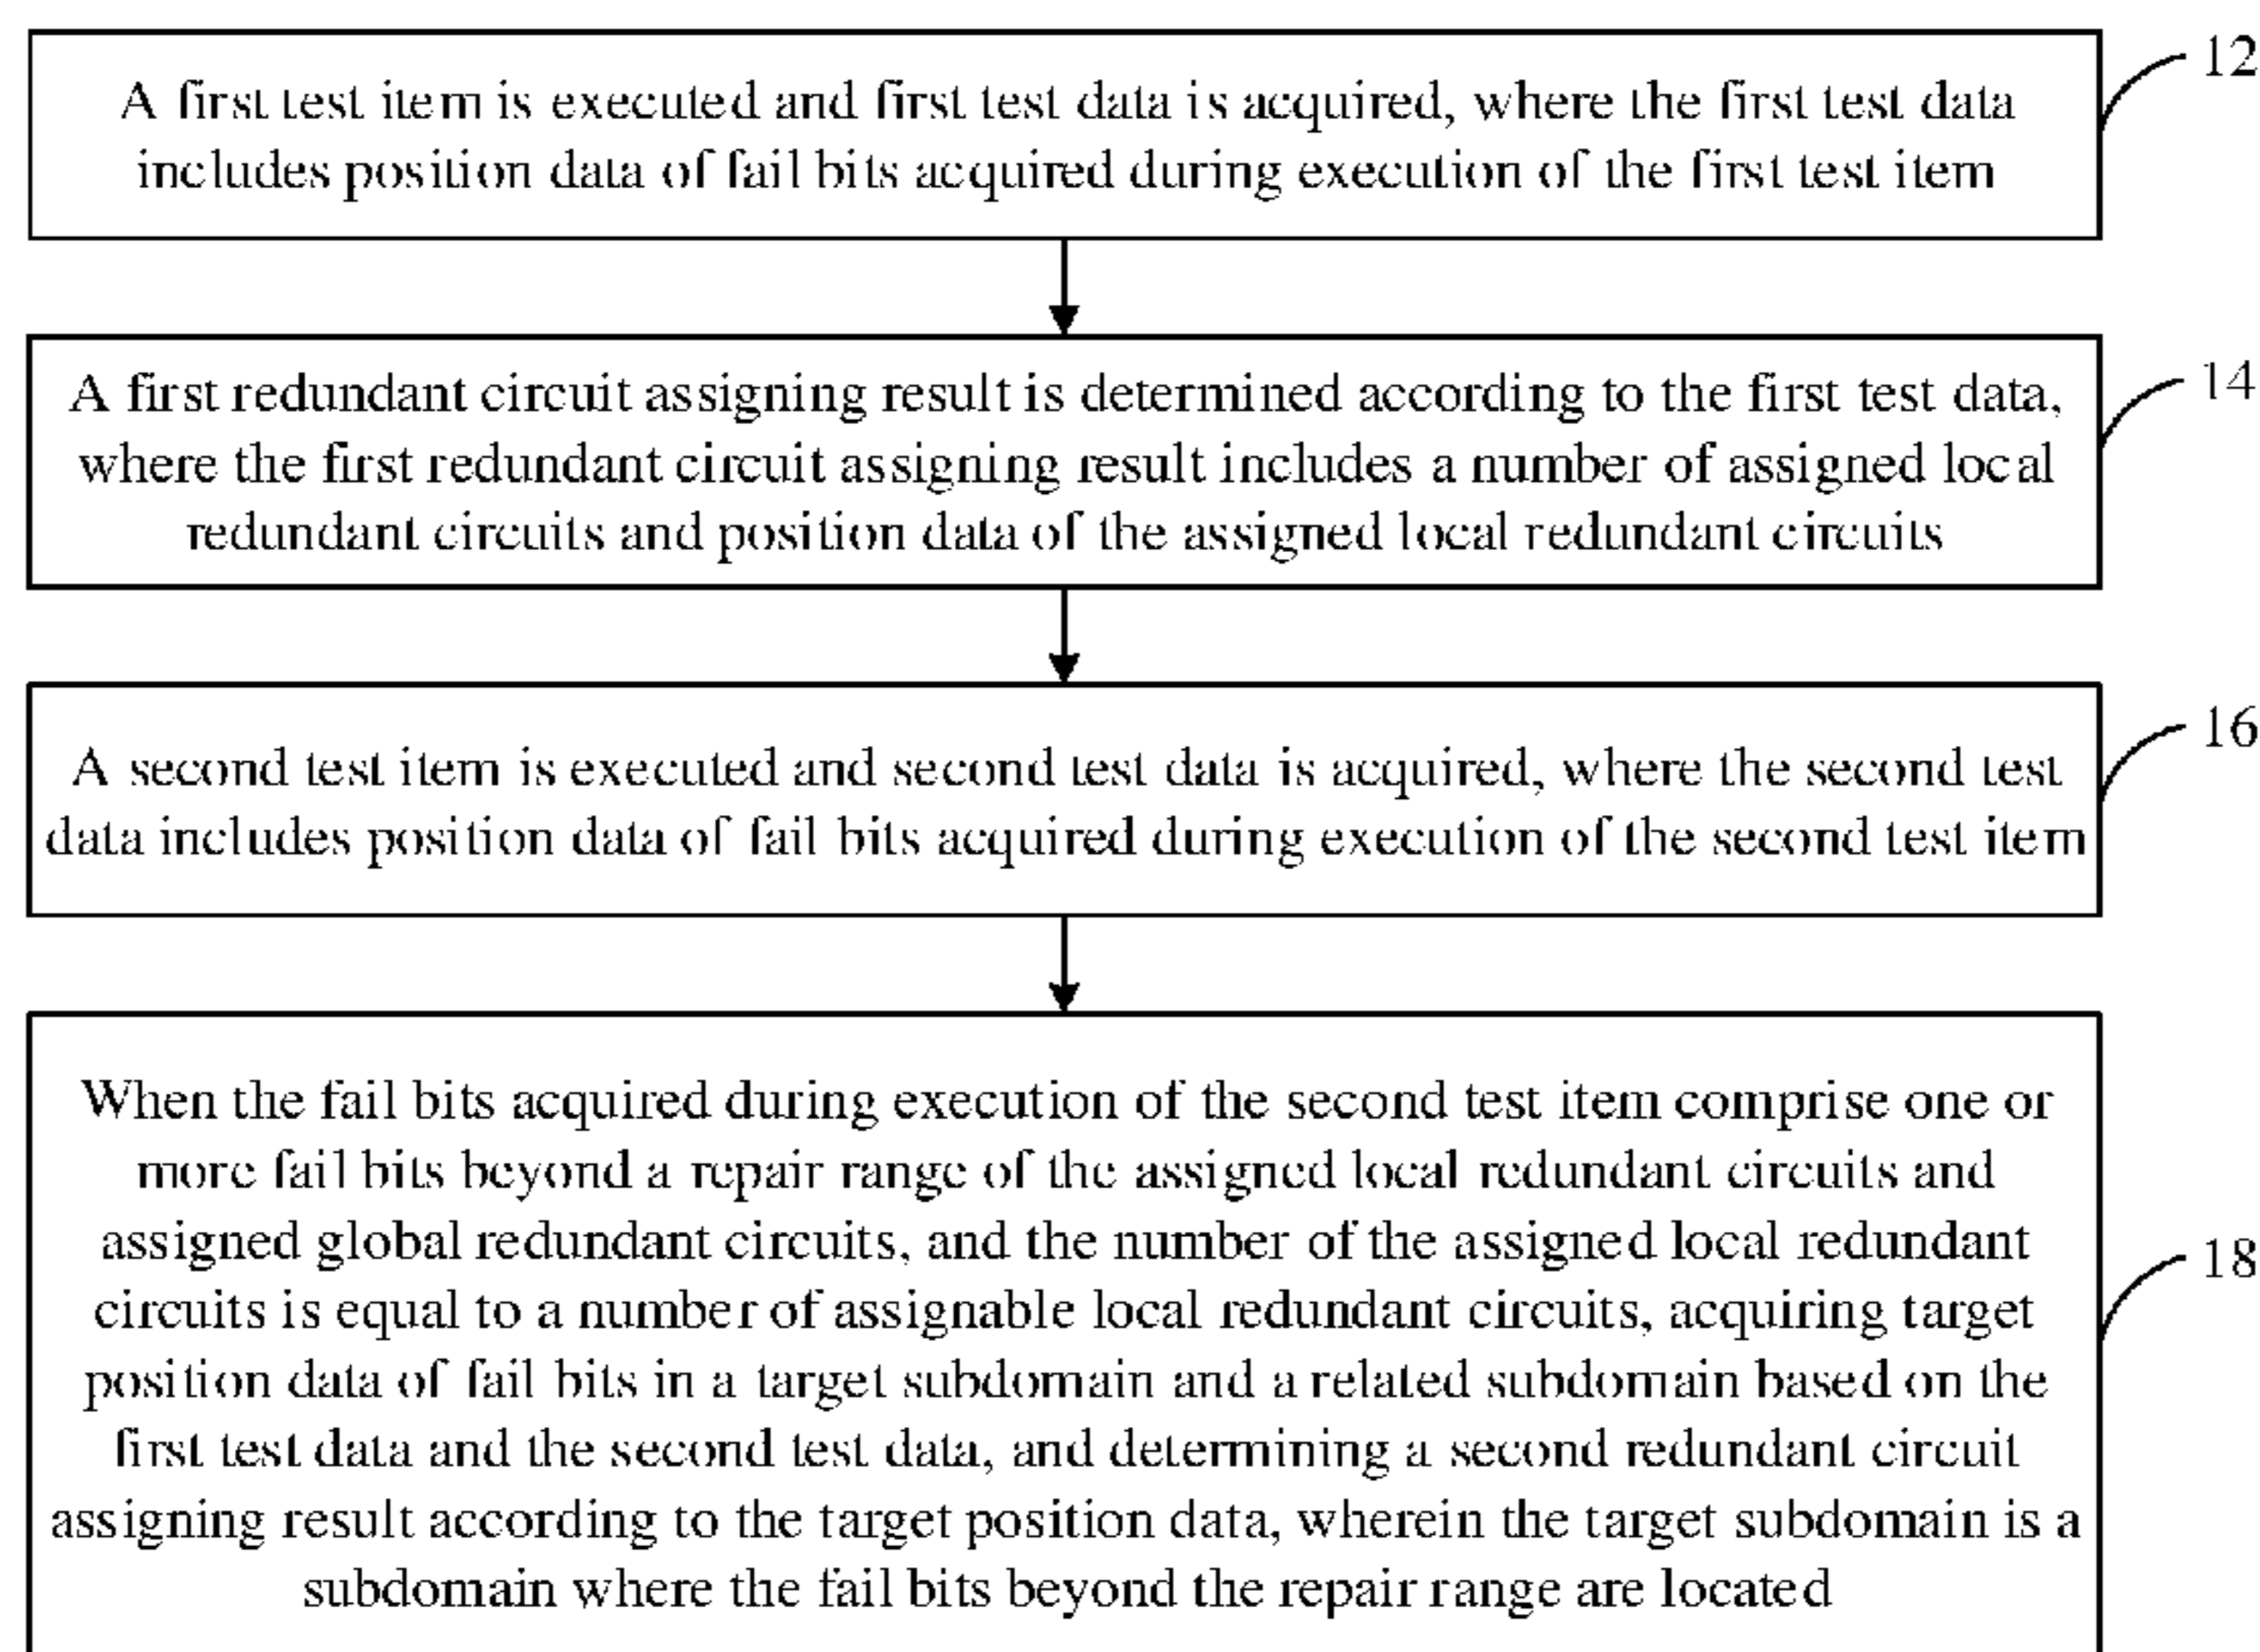 A first test item is executed and first test data is acquired, where the first test data
includes position data of fail bits acquired during execution of the first test item
12
A first redundant circuit assigning result is determined according to the first test data,
where the first redundant circuit assigning result includes a number of assigned local
redundant circuits and position data of the assigned local redundant circuits
14
A second test item is executed and second test data is acquired, where the second test
data includes position data of fail bits acquired during execution of the second test item
16
When the fail bits acquired during execution of the second test item comprise one or
more fail bits beyond a repair range of the assigned local redundant circuits and
assigned global redundant circuits, and the number of the assigned local redundant
circuits is equal to a number of assignable local redundant circuits, acquiring target
position data of fail bits in a target subdomain and a related subdomain based on the
first test data and the second test data, and determining a second redundant circuit
assigning result according to the target position data, wherein the target subdomain is a
subdomain where the fail bits beyond the repair range are located
18